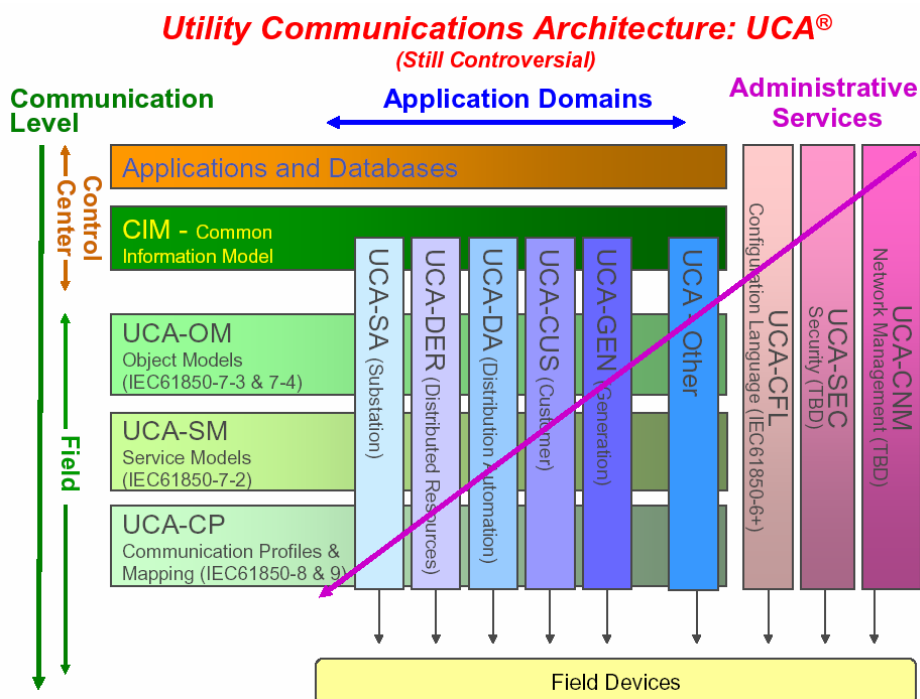 Utility Communications Architecture: UCA®
(Still Controversial)
Communication
Level
Application Domains
Administrative
Services
Control
Center
Field
Applications and Databases
CIM - Common
Information Model
UCA-OM
Object Models
(IEC61850-7-3 & 7-4)
UCA-SM
Service Models
(IEC61850-7-2)
UCA-CP
Communication Profiles &
Mapping (IEC61850-8 & 9)
UCA-SA (Substation)
UCA-DER (Distributed Resources)
UCA-DA (Distribution Automation)
UCA-CUS (Customer)
UCA-GEN (Generation)
UCA - Other
UCA-CFL
Configuration Language (IEC61850-6+)
UCA-SEC
Security (TBD)
UCA-CNM
Network Management (TBD)
Field Devices